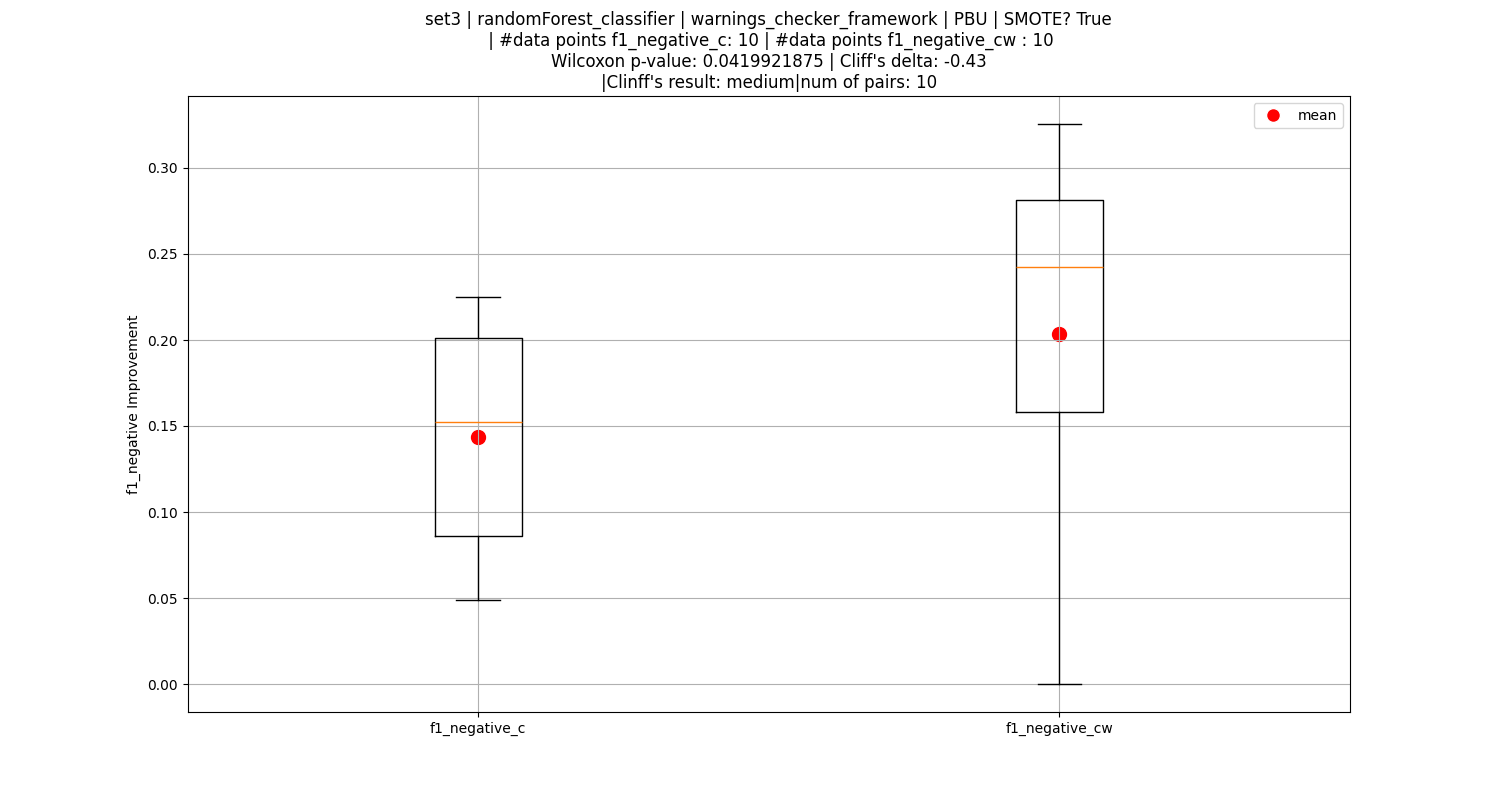 set3 | randomForest_classifier | warnings_checker_framework | PBU | SMOTE? True
| #data points f1_negative_c: 10 | #data points f1_negative_cw : 10
Wilcoxon p-value: 0.0419921875 | Cliff's delta: -0.43
|Clinff's result: medium|num of pairs: 10
mean
0.30
0.25
0.20
0.15
0.10
0.05
0.00
f1_negative Improvement
f1_negative_c
f1_negative_cw